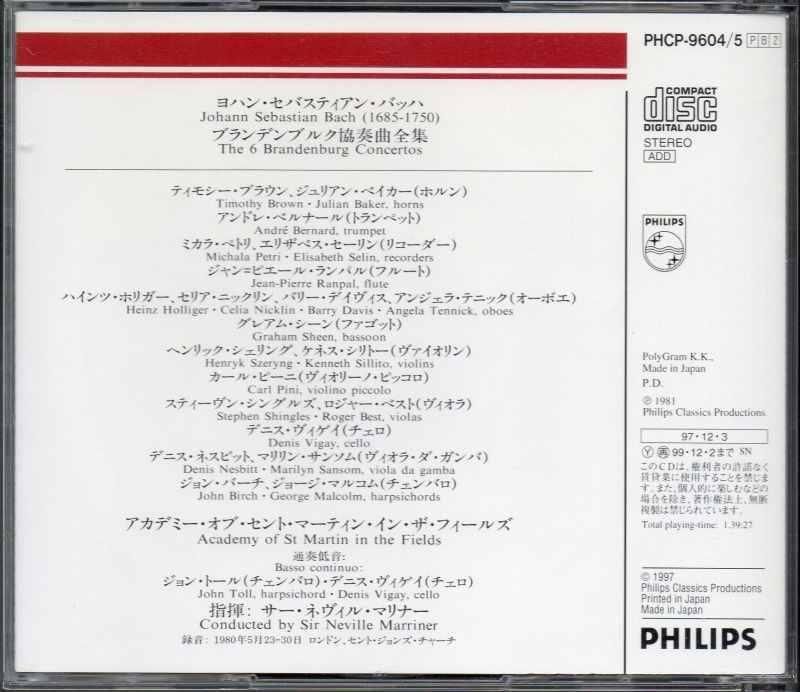 ヨハン・セバスティアン・バッハ
Johann Sebastian Bach (1685-1750)
ブランデンブルク協奏曲全集
The 6 Brandenburg Concertos
ティモシー・ブラウン、ジュリアン・ベイカー(ホルン)
Timothy Brown・Julian Baker, horns
アンドレ・ベルナール(トランペット)
André Bernard, trumpet
ミカラ・ペトリ、エリザベス・セーリン(リコーダー)
Michala Petri・Elisabeth Selin, recorders
ジャン=ピエール・ランパル(フルート)
Jean-Pierre Ranpal, flute
ハインツ・ホリガー、セリア・ニックリン、バリー・デイヴィス、アンジェラ・テニック(オーボエ)
Heinz Holliger・Celia Nicklin・Barry Davis・Angela Tennick, oboes
グレアム・シーン(ファゴット)
Graham Sheen, bassoon
ヘンリック・シェリング、ケネス・シリトー(ヴァイオリン)
Henryk Szeryng・Kenneth Sillito, violins
カール・ピーニ(ヴィオリーノ・ピッコロ)
Carl Pini, violino piccolo
スティーヴン・シングルズ、ロジャー・ベスト(ヴィオラ)
Stephen Shingles・Roger Best, violas
デニス・ヴィゲイ(チェロ)
Denis Vigay, cello
デニス・ネスビット、マリリン・サンソム(ヴィオラ・ダ・ガンバ)
Denis Nesbitt・Marilyn Sansom, viola da gamba
ジョン・バーチ、ジョージ・マルコム(チェンバロ)
John Birch・George Malcolm, harpsichords
アカデミー・オブ・セント・マーティン・イン・ザ・フィールズ
Academy of St Martin in the Fields
通奏低音:
Basso continuo:
ジョン・トール(チェンバロ)・デニス・ヴィゲイ(チェロ)
John Toll, harpsichord・Denis Vigay, cello
指揮: サー・ネヴィル・マリナー
Conducted by Sir Neville Marriner
録音: 1980年5月23-30日 ロンドン、セント・ジョンズ・チャーチ
PHCP-9604/5 P 8 2
COMPACT
disc
DIGITAL AUDIO
STEREO
ADD
PHILIPS
PolyGram K.K.,
Made in Japan
P.D.
℗ 1981
Philips Classics Productions
97・12・3
Ⓨ 再 99・12・2まで SN
このCDは、権利者の許諾なく
賃貸業に使用することを禁じま
す。また、個人的に楽しむなどの
場合を除き、著作権法上、無断
複製は禁じられています。
Total playing-time: 1.39:27
© 1997
Philips Classics Productions
Printed in Japan
Made in Japan
PHILIPS